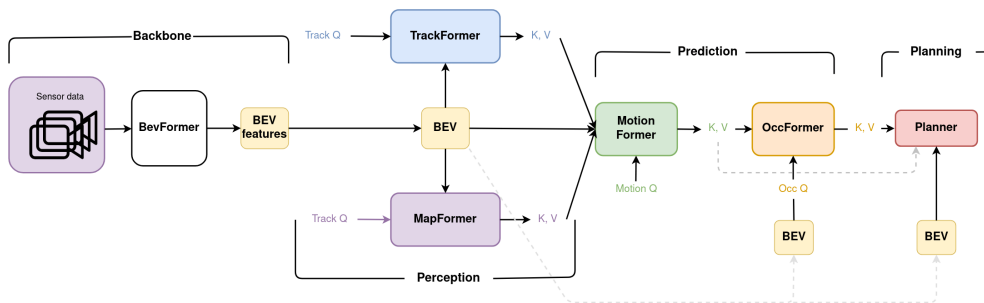 Backbone
Sensor data
BevFormer
BEV
features
Track Q
TrackFormer
K, V
BEV
Track Q
MapFormer
K, V
Perception
Prediction
Motion
Former
Motion Q
K, V
OccFormer
Occ Q
BEV
K, V
Planning
Planner
BEV